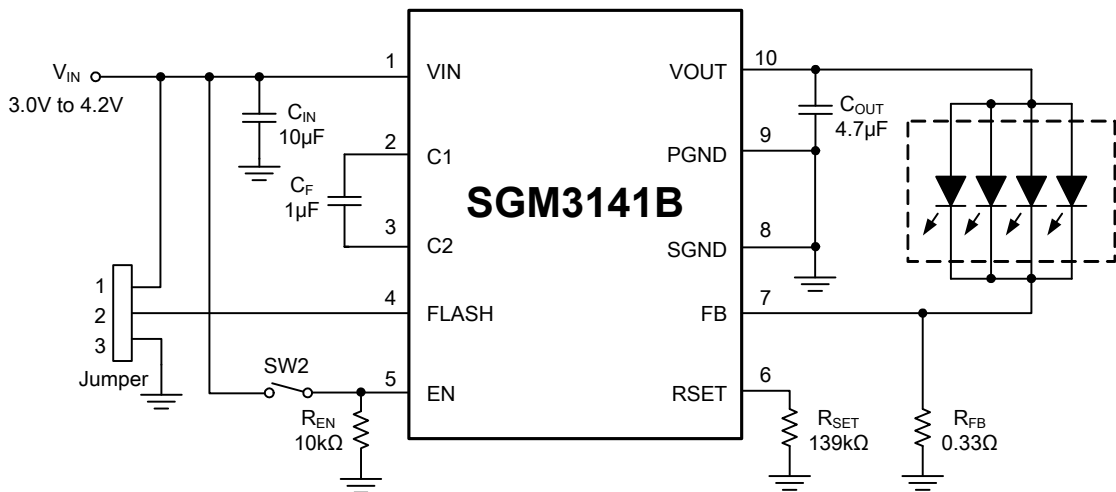 V_IN
3.0V to 4.2V
1
VIN
C_IN
10µF
2
C1
C_F
1µF
3
C2
SGM3141B
1
2
3
Jumper
4
FLASH
SW2
5
EN
R_EN
10kΩ
10
VOUT
C_OUT
4.7µF
9
PGND
8
SGND
7
FB
6
RSET
R_SET
139kΩ
R_FB
0.33Ω